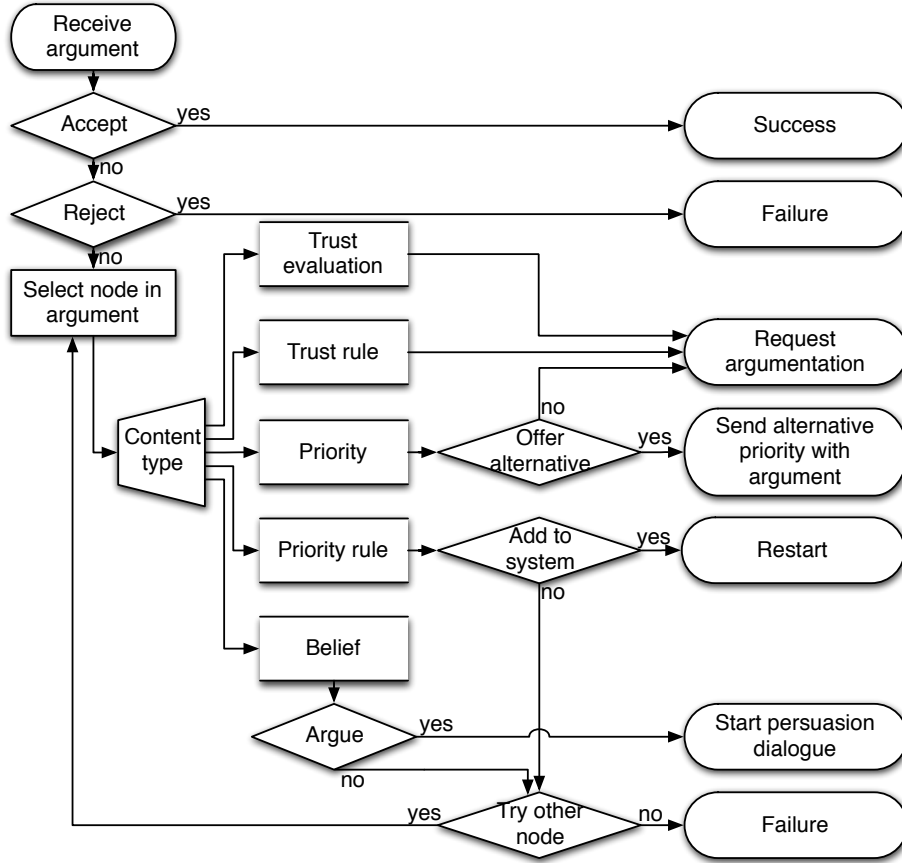 Receive
argument
Accept
yes
Success
no
Reject
yes
Failure
no
Select node in
argument
Trust
evaluation
Trust rule
Request
argumentation
Content
type
Priority
no
Offer
alternative
yes
Send alternative
priority with
argument
Priority rule
Add to
system
yes
Restart
no
Belief
Argue
yes
Start persuasion
dialogue
no
yes
Try other
node
no
Failure